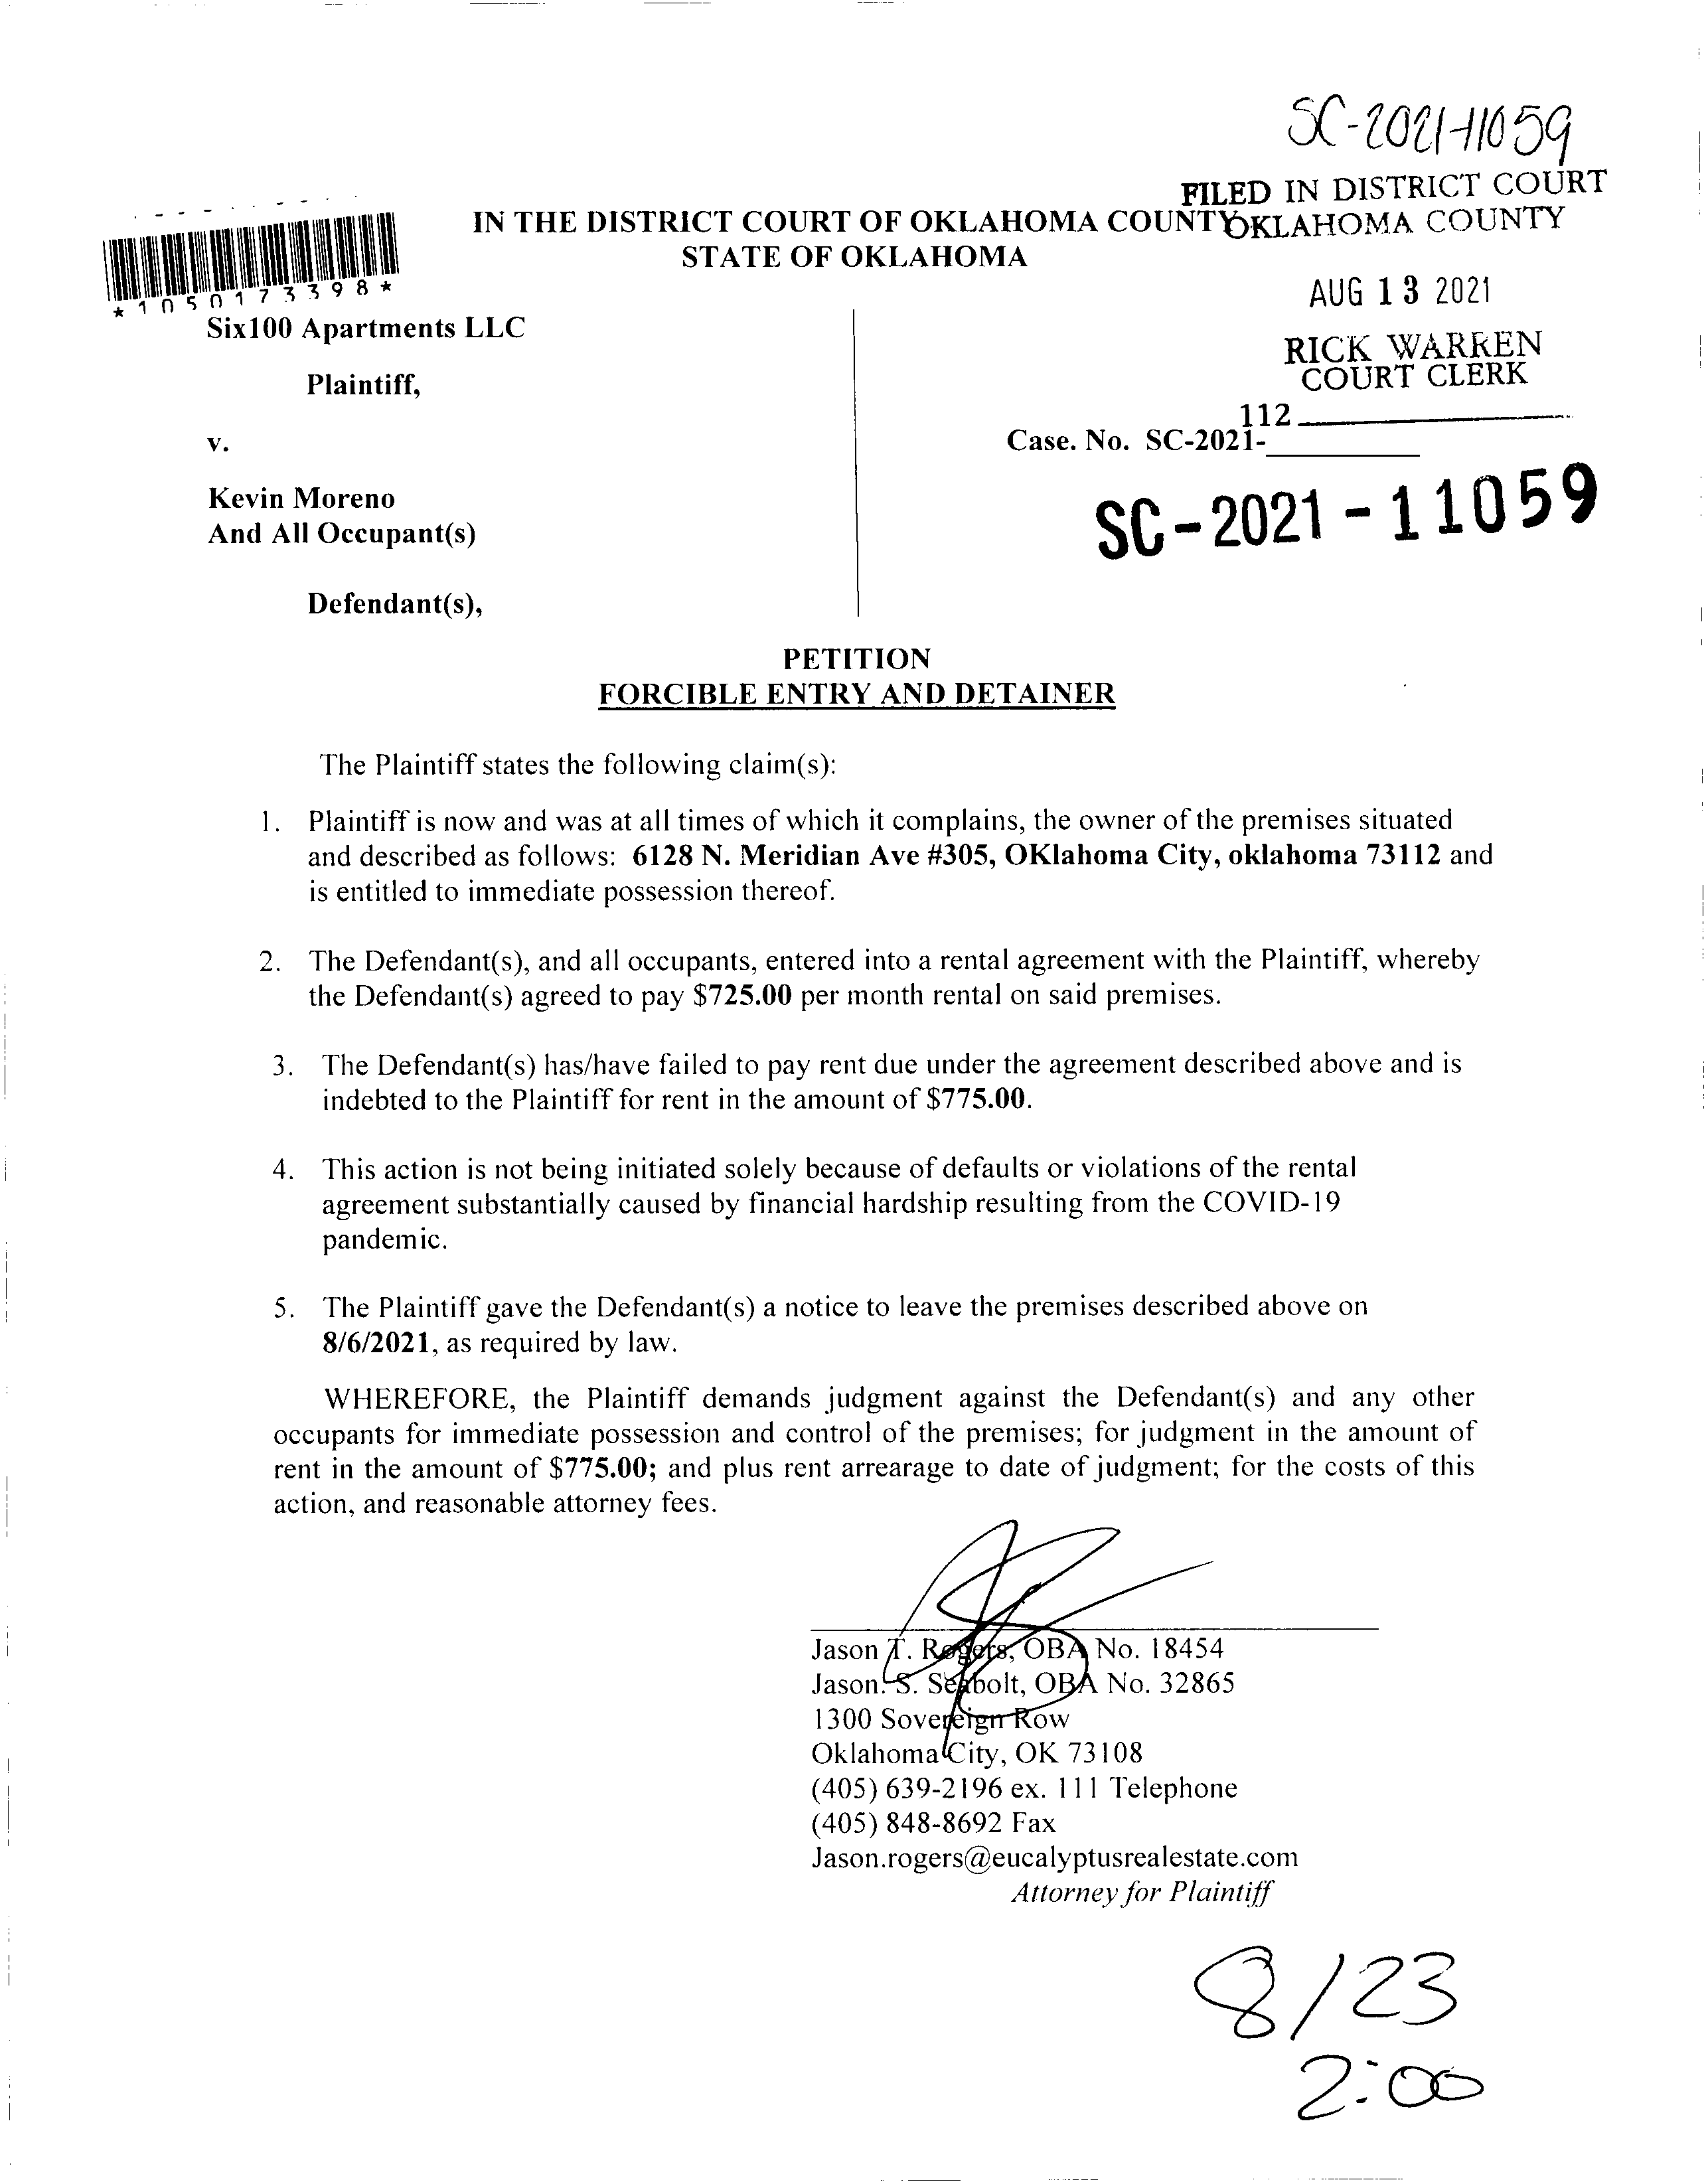 SC-2021-11059
FILED IN DISTRICT COURT
IN THE DISTRICT COURT OF OKLAHOMA COUNTY OKLAHOMA COUNTY
STATE OF OKLAHOMA
*1050173398*
AUG 13 2021
Six100 Apartments LLC
RICK WARREN
COURT CLERK
Plaintiff,
112
v.
Case. No. SC-2021-
Kevin Moreno
SC-2021-11059
And All Occupant(s)
Defendant(s),
PETITION
FORCIBLE ENTRY AND DETAINER
The Plaintiff states the following claim(s):
1. Plaintiff is now and was at all times of which it complains, the owner of the premises situated
and described as follows: 6128 N. Meridian Ave #305, OKlahoma City, oklahoma 73112 and
is entitled to immediate possession thereof.
2. The Defendant(s), and all occupants, entered into a rental agreement with the Plaintiff, whereby
the Defendant(s) agreed to pay $725.00 per month rental on said premises.
3. The Defendant(s) has/have failed to pay rent due under the agreement described above and is
indebted to the Plaintiff for rent in the amount of $775.00.
4. This action is not being initiated solely because of defaults or violations of the rental
agreement substantially caused by financial hardship resulting from the COVID-19
pandemic.
5. The Plaintiff gave the Defendant(s) a notice to leave the premises described above on
8/6/2021, as required by law.
WHEREFORE, the Plaintiff demands judgment against the Defendant(s) and any other
occupants for immediate possession and control of the premises; for judgment in the amount of
rent in the amount of $775.00; and plus rent arrearage to date of judgment; for the costs of this
action, and reasonable attorney fees.
Jason T. Rogers, OBA No. 18454
Jason. S. Seabolt, OBA No. 32865
1300 Sovereign Row
Oklahoma City, OK 73108
(405) 639-2196 ex. 111 Telephone
(405) 848-8692 Fax
Jason.rogers@eucalyptusrealestate.com
Attorney for Plaintiff
8/23
2:00